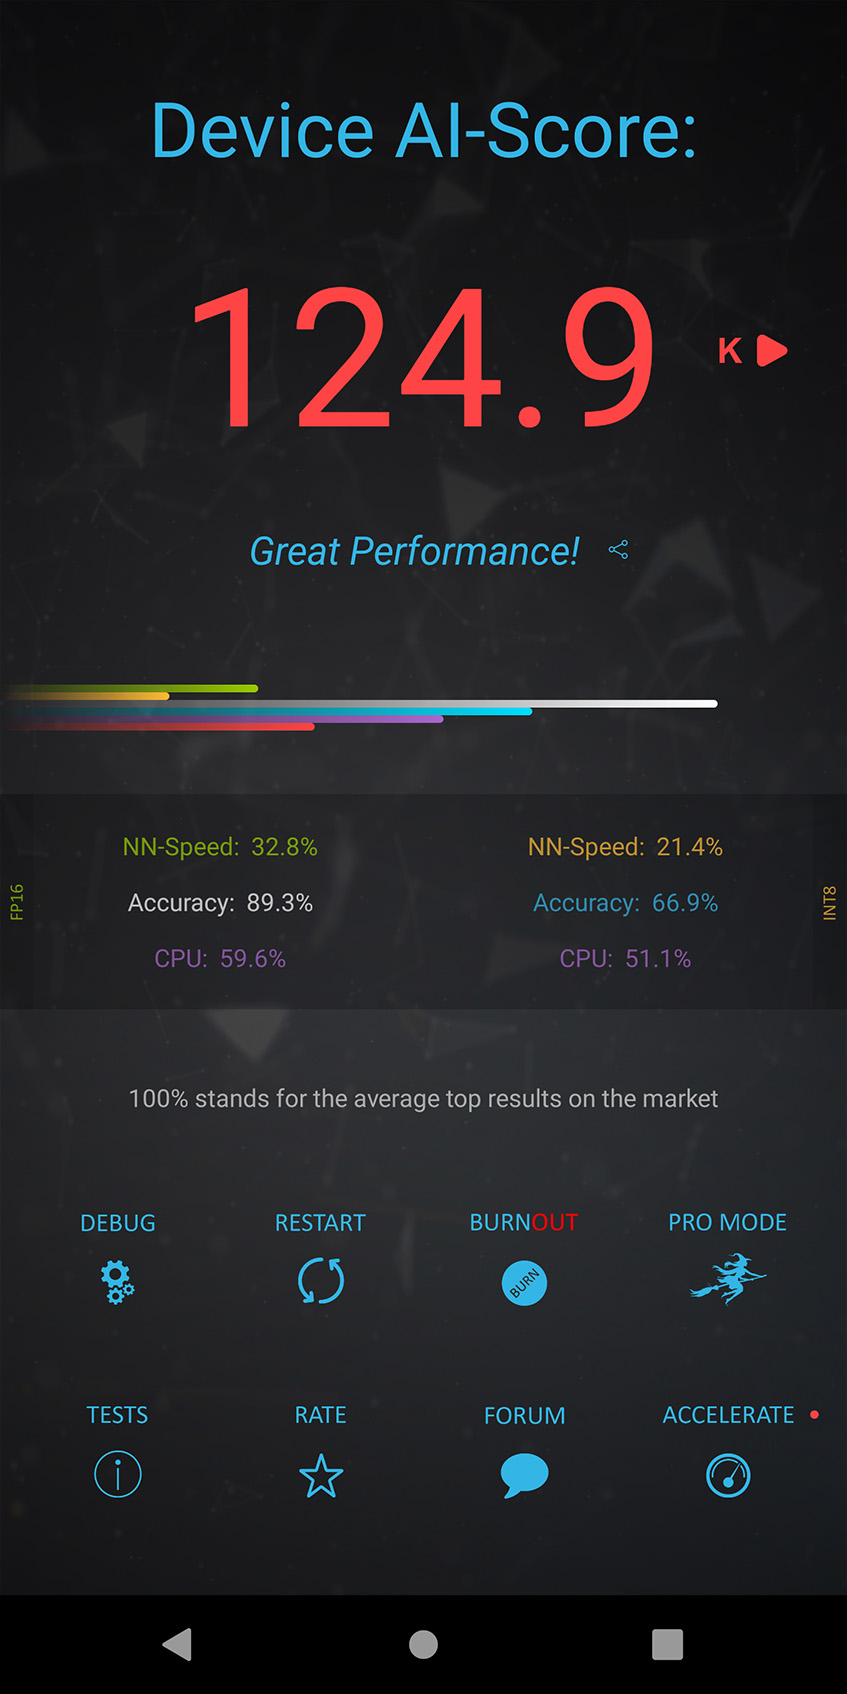 Device AI-Score:
124.9 K
Great Performance!
FP16
NN-Speed: 32.8%
Accuracy: 89.3%
CPU: 59.6%
NN-Speed: 21.4%
Accuracy: 66.9%
CPU: 51.1%
INT8
100% stands for the average top results on the market
DEBUG RESTART BURNOUT PRO MODE
BURN
TESTS RATE FORUM ACCELERATE